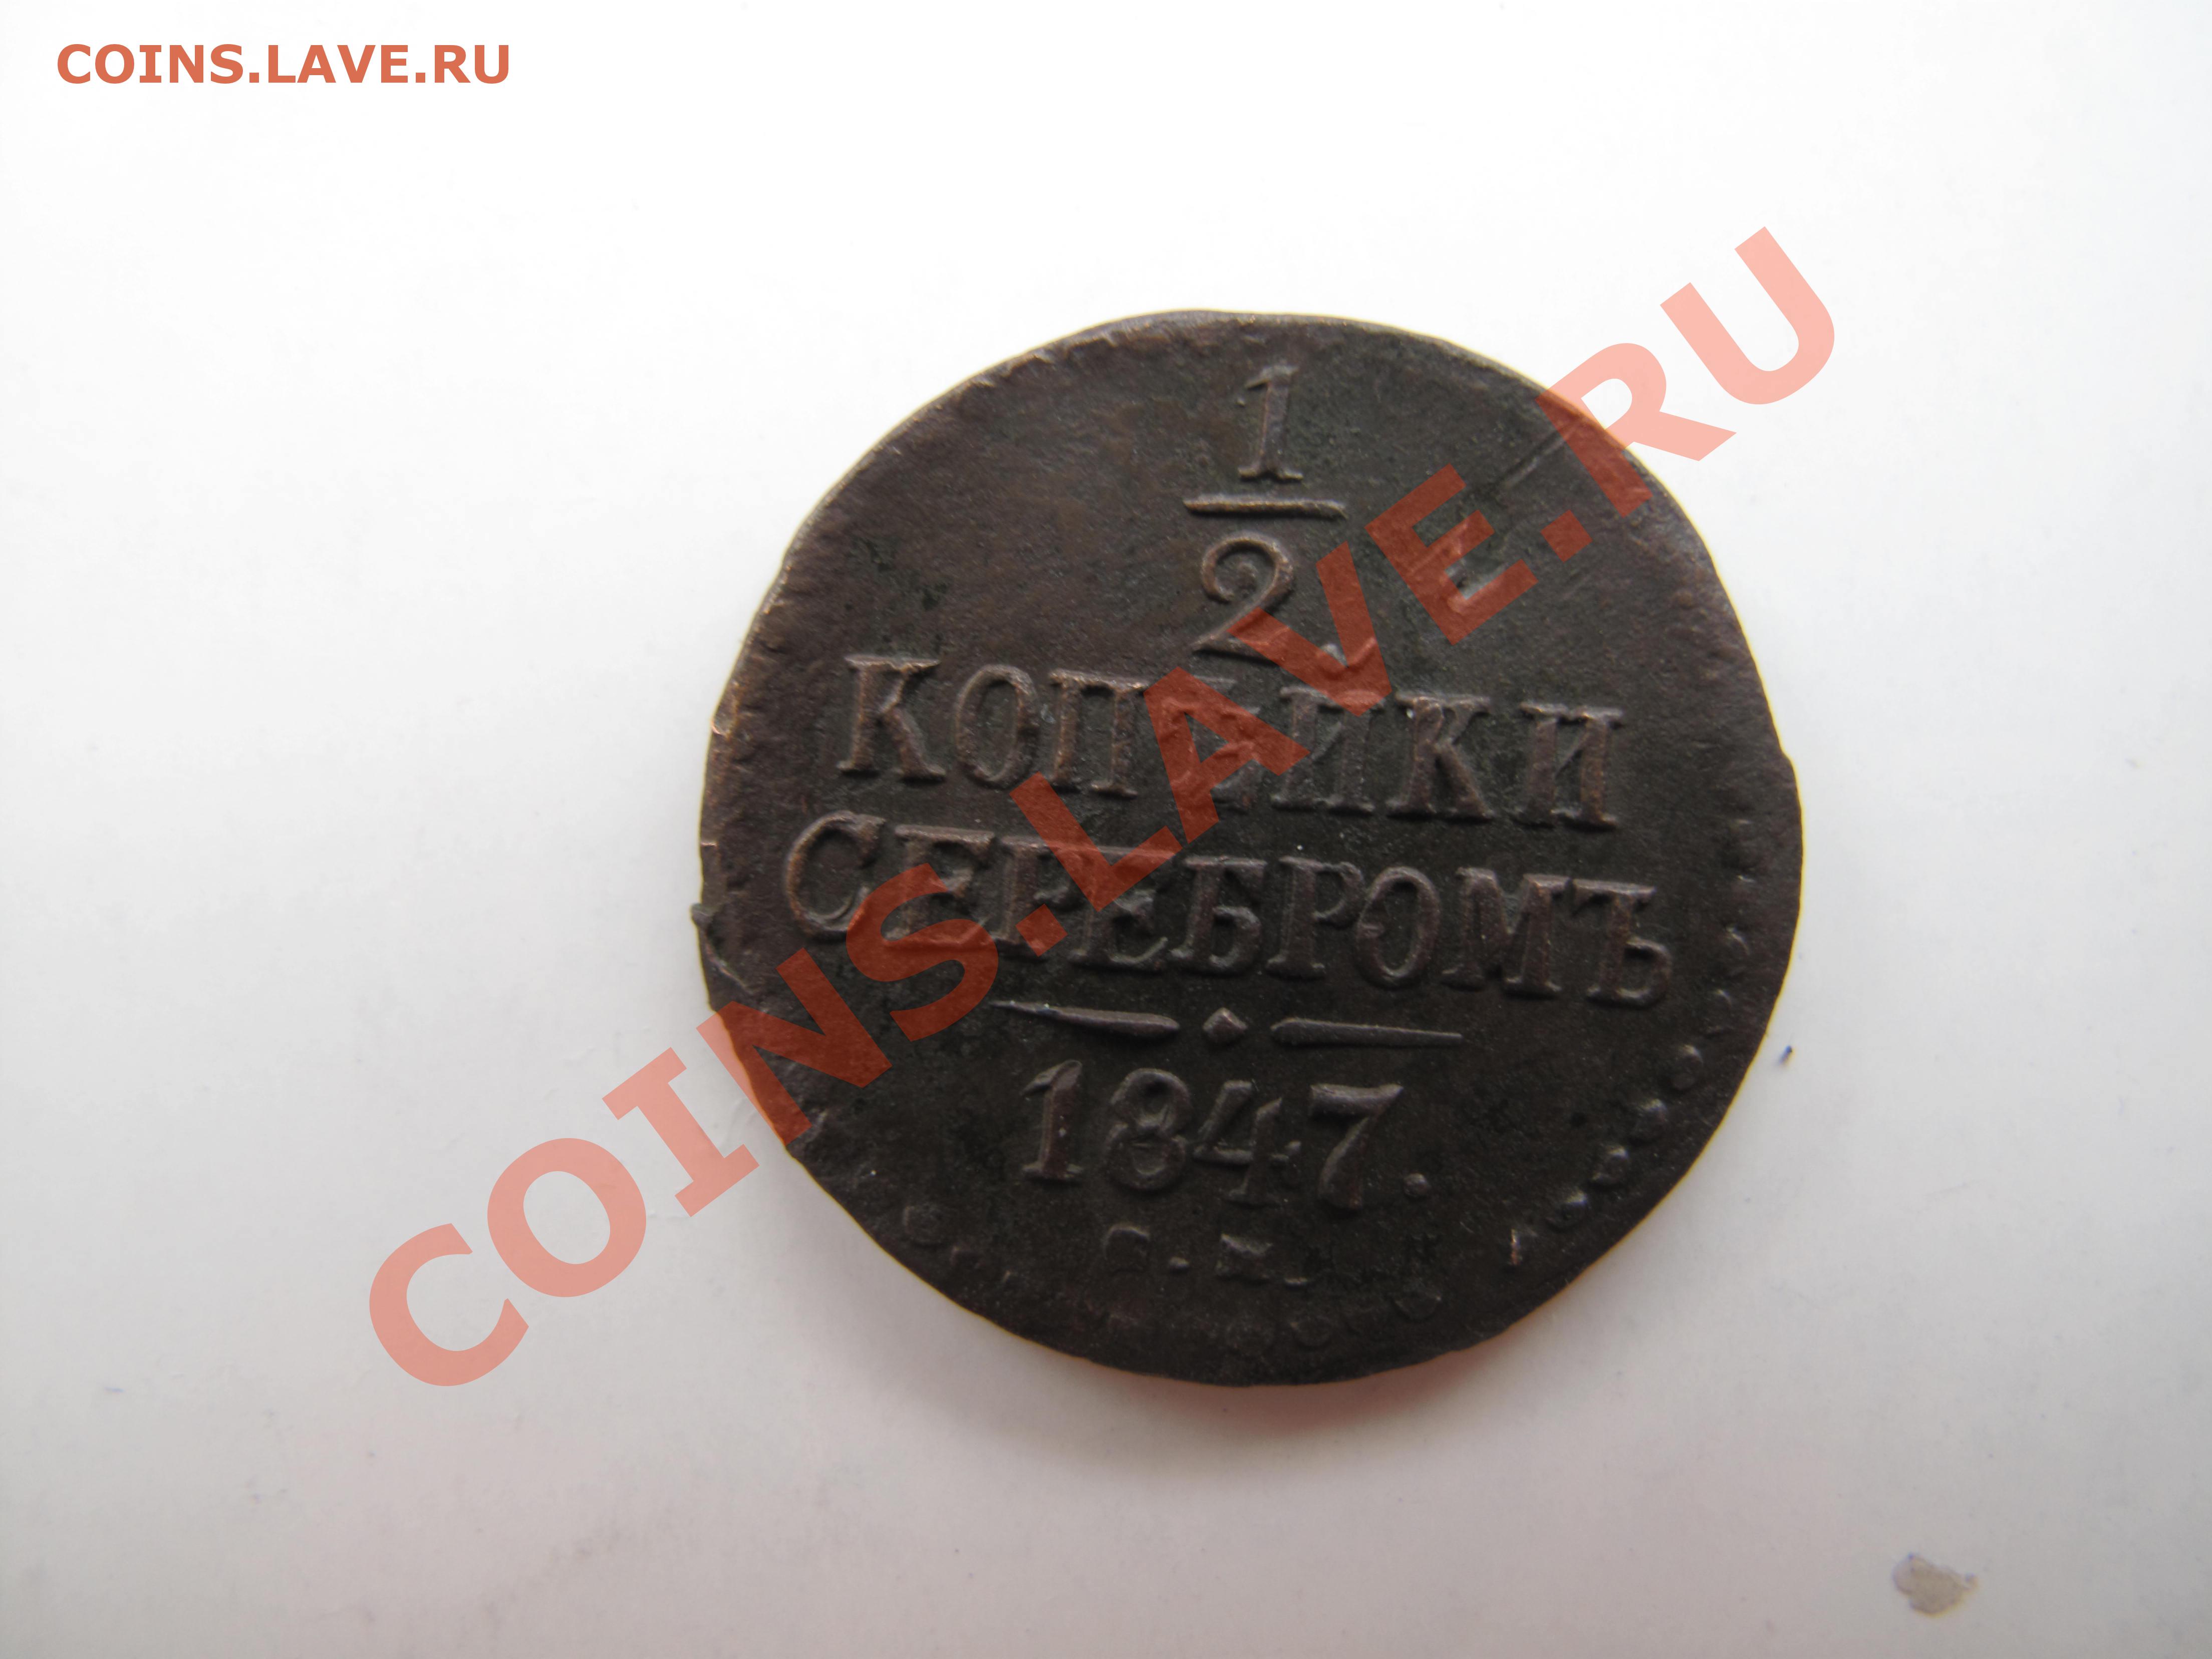 COINS.LAVE.RU
1
2.
КОПѢЙКИ
СЕРЕБРОМЪ
1847.
COINS.LAVE.RU